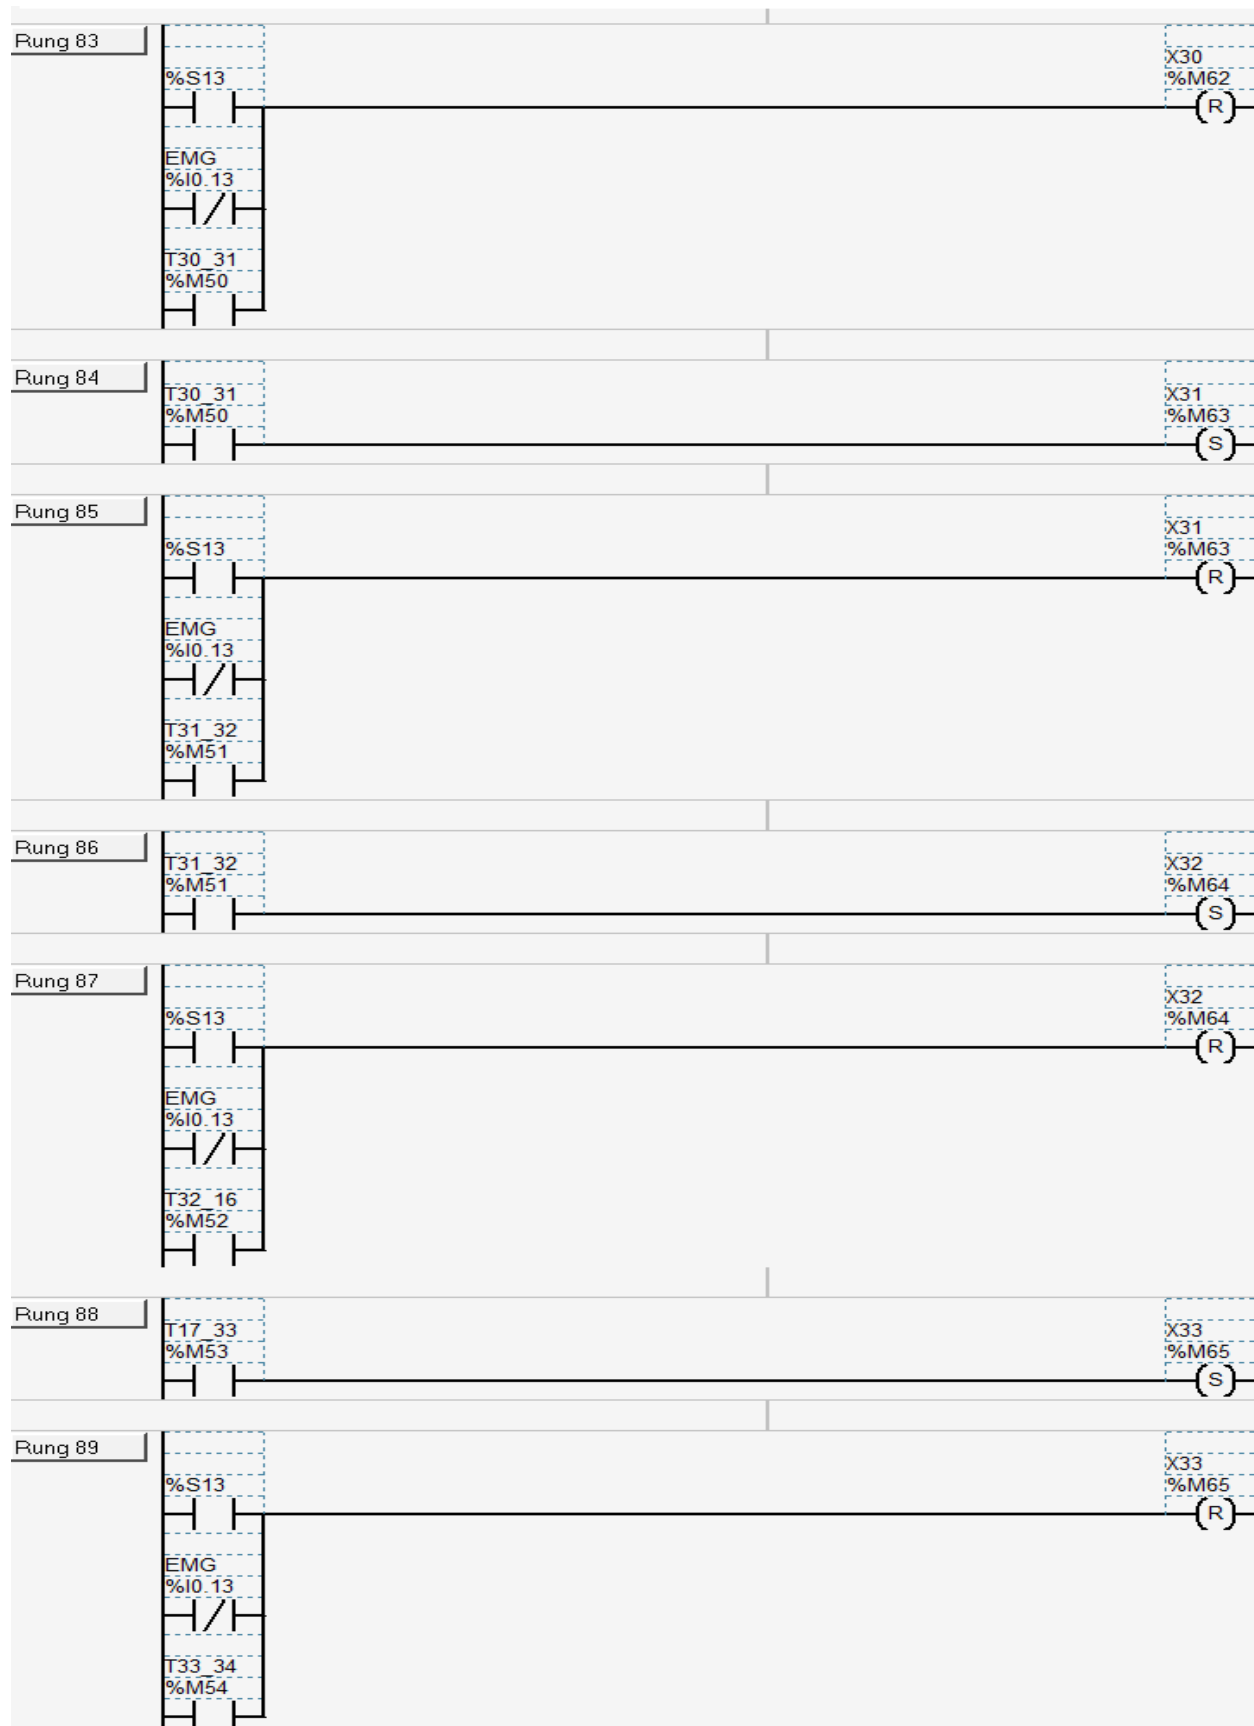 Rung 83
%S13
X30
%M62
R
EMG
%I0.13
T30_31
%M50
Rung 84
T30_31
%M50
X31
%M63
S
Rung 85
%S13
X31
%M63
R
EMG
%I0.13
T31_32
%M51
Rung 86
T31_32
%M51
X32
%M64
S
Rung 87
%S13
X32
%M64
R
EMG
%I0.13
T32_16
%M52
Rung 88
T17_33
%M53
X33
%M65
S
Rung 89
%S13
X33
%M65
R
EMG
%I0.13
T33_34
%M54